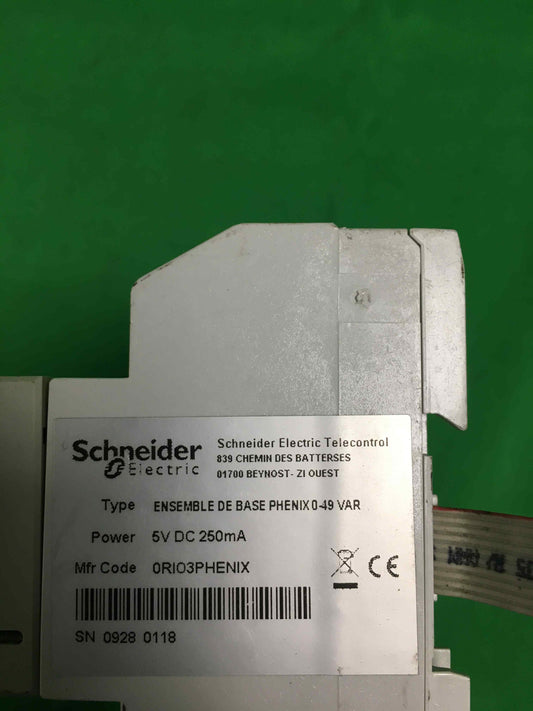 Schneider
Electric
Schneider Electric Telecontrol
839 CHEMIN DES BATTERSES
01700 BEYNOST- ZI OUEST
Type ENSEMBLE DE BASE PHENIX 0-49 VAR
Power 5V DC 250mA
Mfr Code 0RIO3PHENIX
CE
SN 0928 0118